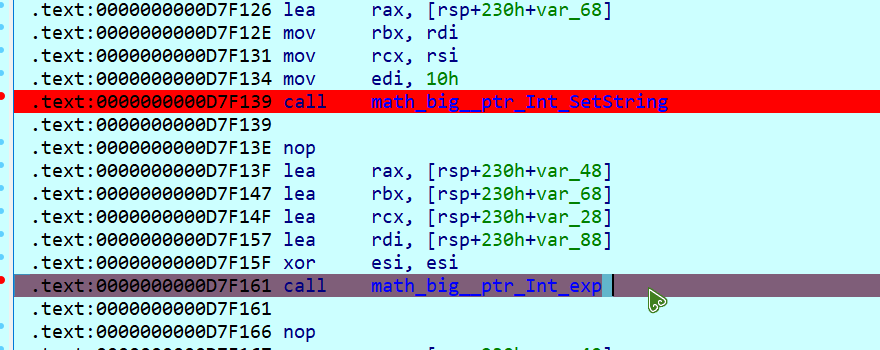 .text:0000000000D7F126 lea rax, [rsp+230h+var_68]
.text:0000000000D7F12E mov rbx, rdi
.text:0000000000D7F131 mov rcx, rsi
.text:0000000000D7F134 mov edi, 10h
.text:0000000000D7F139 call math_big__ptr_Int_SetString
.text:0000000000D7F139
.text:0000000000D7F13E nop
.text:0000000000D7F13F lea rax, [rsp+230h+var_48]
.text:0000000000D7F147 lea rbx, [rsp+230h+var_68]
.text:0000000000D7F14F lea rcx, [rsp+230h+var_28]
.text:0000000000D7F157 lea rdi, [rsp+230h+var_88]
.text:0000000000D7F15F xor esi, esi
.text:0000000000D7F161 call math_big__ptr_Int_exp
.text:0000000000D7F161
.text:0000000000D7F166 nop